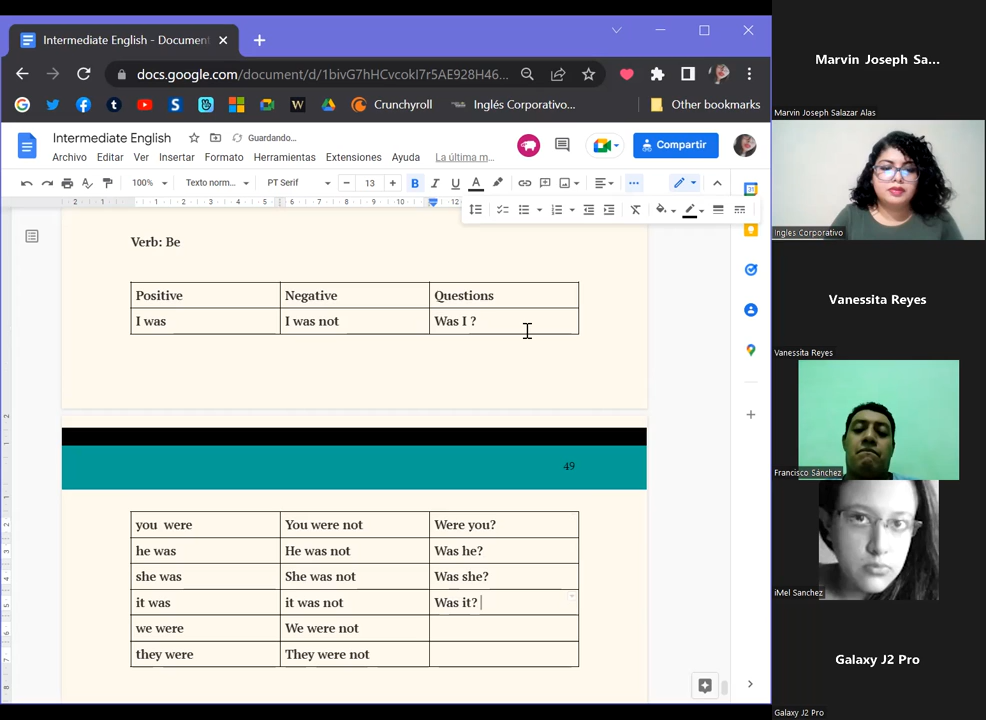 Intermediate English - Document
docs.google.com/document/d/1bivG7hHCvcokI7r5AE928H46...
Crunchyroll
Inglés Corporativo...
Other bookmarks
Intermediate English
Guardando...
Archivo Editar Ver Insertar Formato Herramientas Extensiones Ayuda La última m...
Compartir
100% Texto norm... PT Serif 13
Verb: Be
Positive Negative Questions
I was I was not Was I ?
49
you were You were not Were you?
he was He was not Was he?
she was She was not Was she?
it was it was not Was it?
we were We were not
they were They were not
Marvin Joseph Sa...
Marvin Joseph Salazar Alas
Ingles Corporativo
Vanessita Reyes
Vanessita Reyes
Francisco Sánchez
iMel Sanchez
Galaxy J2 Pro
Galaxy J2 Pro